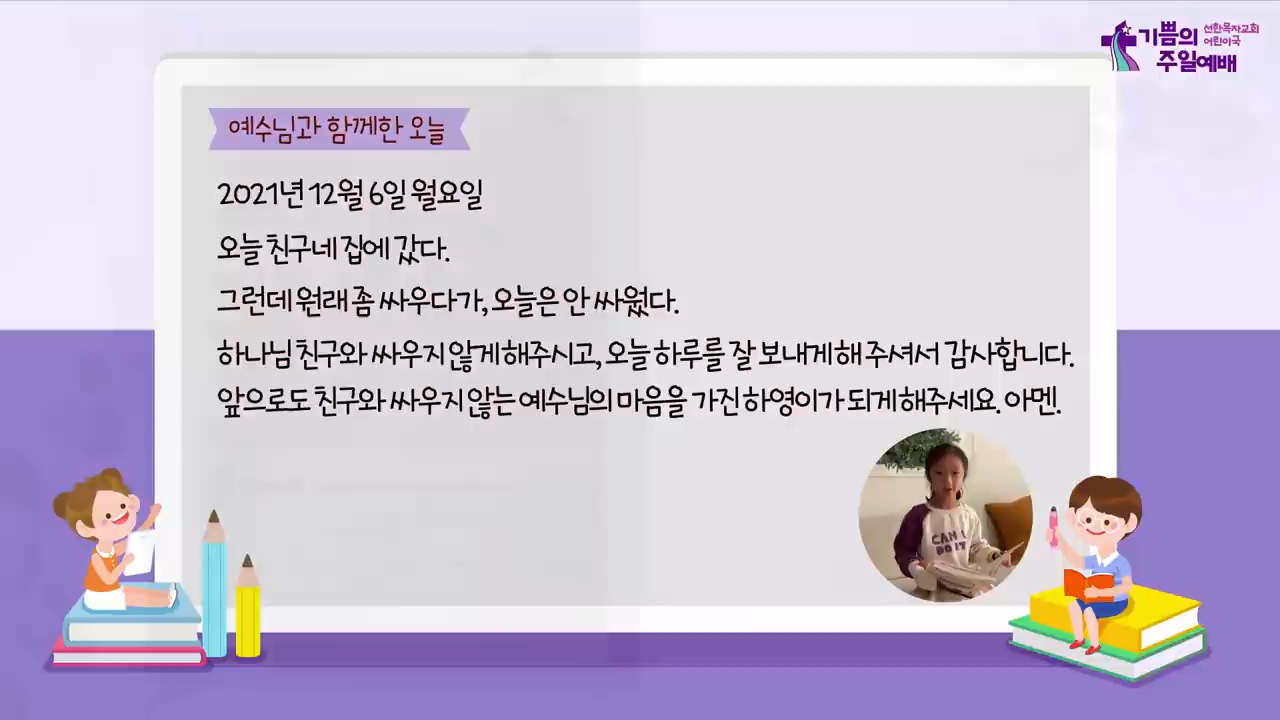 기쁨의 선한목자교회
어린이국
주일예배
예수님과 함께한 오늘
2021년 12월 6일 월요일
오늘 친구네 집에 갔다.
그런데 원래 좀 싸우다가, 오늘은 안 싸웠다.
하나님 친구와 싸우지 않게 해주시고, 오늘 하루를 잘 보내게 해 주셔서 감사합니다.
앞으로도 친구와 싸우지 않는 예수님의 마음을 가진 하영이가 되게 해주세요. 아멘.
CAN I
DO IT